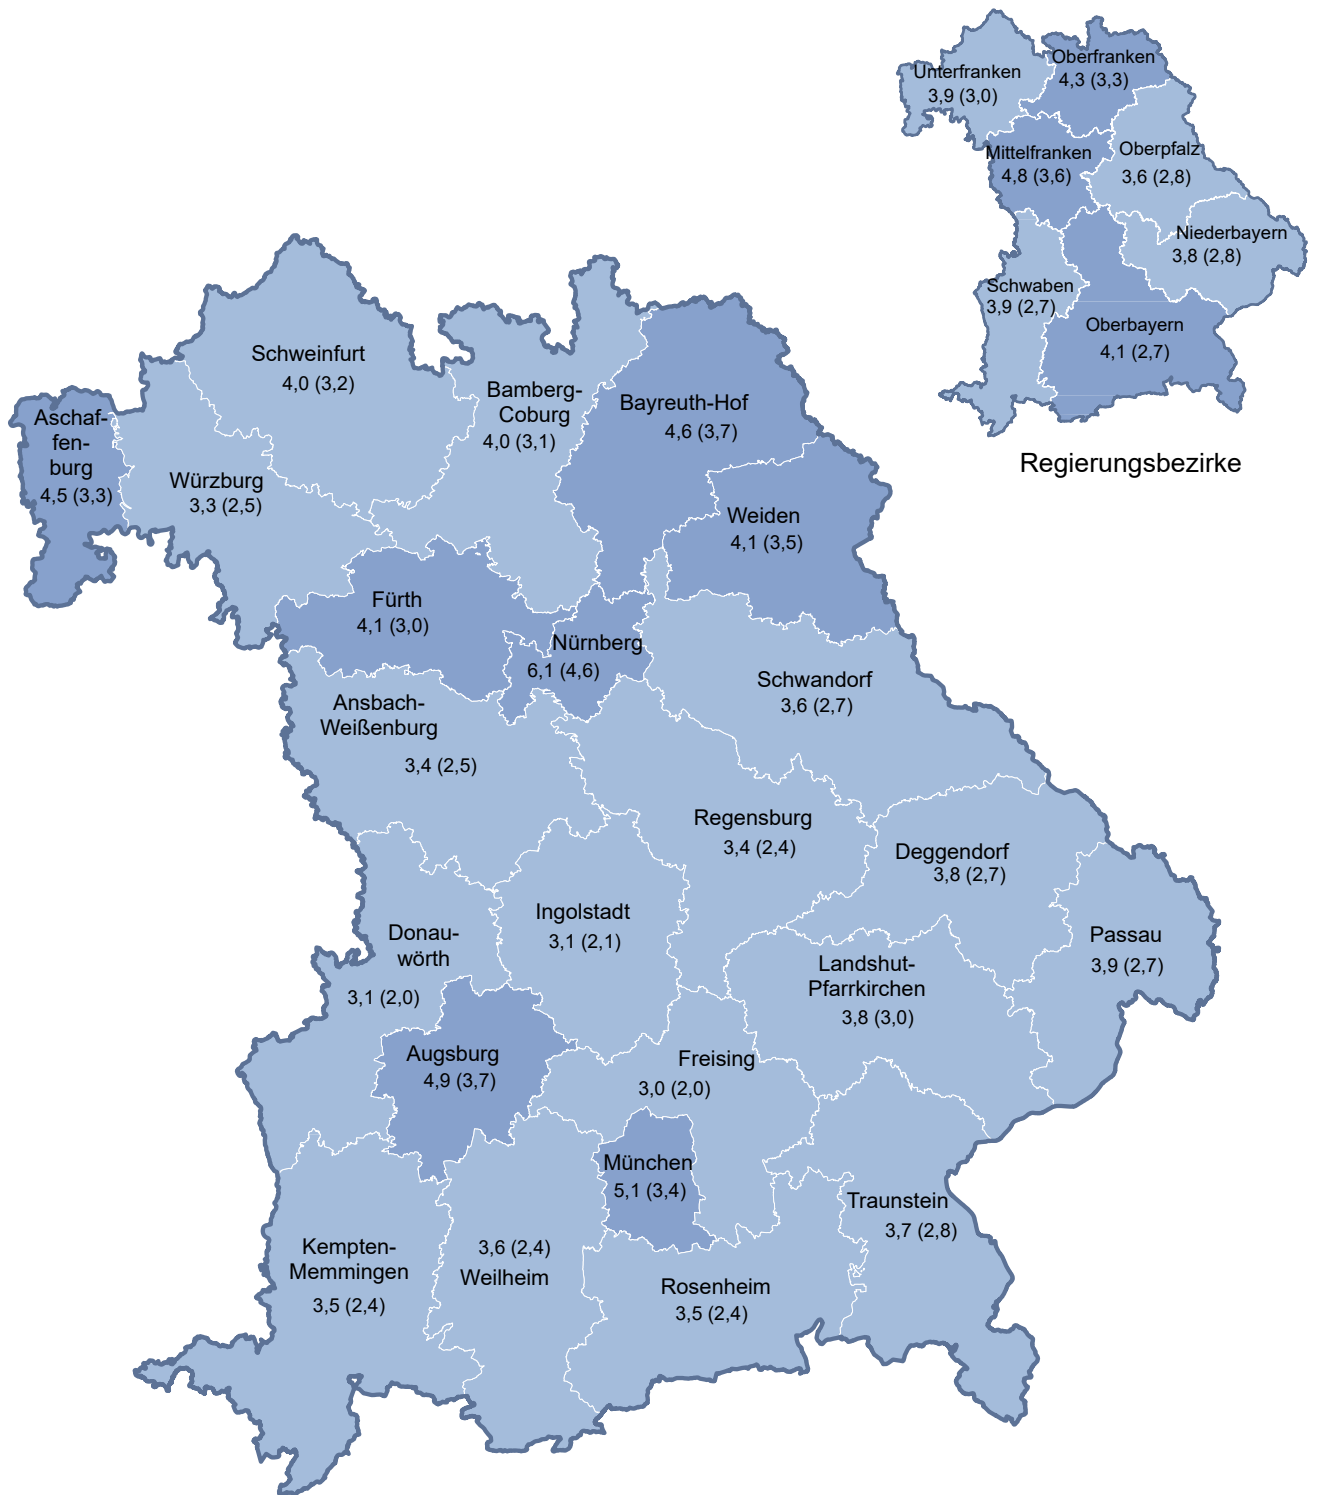 Unterfranken
3,9 (3,0)
Oberfranken
4,3 (3,3)
Mittelfranken
4,8 (3,6)
Oberpfalz
3,6 (2,8)
Niederbayern
3,8 (2,8)
Schwaben
3,9 (2,7)
Oberbayern
4,1 (2,7)
Regierungsbezirke
Schweinfurt
4,0 (3,2)
Bamberg-
Coburg
4,0 (3,1)
Bayreuth-Hof
4,6 (3,7)
Aschaf-
fen-
burg
4,5 (3,3)
Würzburg
3,3 (2,5)
Weiden
4,1 (3,5)
Fürth
4,1 (3,0)
Nürnberg
6,1 (4,6)
Schwandorf
3,6 (2,7)
Ansbach-
Weißenburg
3,4 (2,5)
Regensburg
3,4 (2,4)
Deggendorf
3,8 (2,7)
Ingolstadt
3,1 (2,1)
Donau-
wörth
3,1 (2,0)
Passau
3,9 (2,7)
Landshut-
Pfarrkirchen
3,8 (3,0)
Augsburg
4,9 (3,7)
Freising
3,0 (2,0)
München
5,1 (3,4)
Traunstein
3,7 (2,8)
Kempten-
Memmingen
3,5 (2,4)
3,6 (2,4)
Weilheim
Rosenheim
3,5 (2,4)